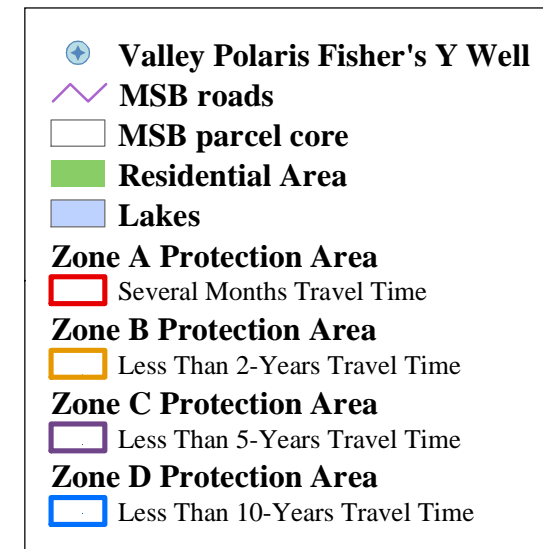 Valley Polaris Fisher's Y Well
MSB roads
MSB parcel core
Residential Area
Lakes
Zone A Protection Area
Several Months Travel Time
Zone B Protection Area
Less Than 2-Years Travel Time
Zone C Protection Area
Less Than 5-Years Travel Time
Zone D Protection Area
Less Than 10-Years Travel Time